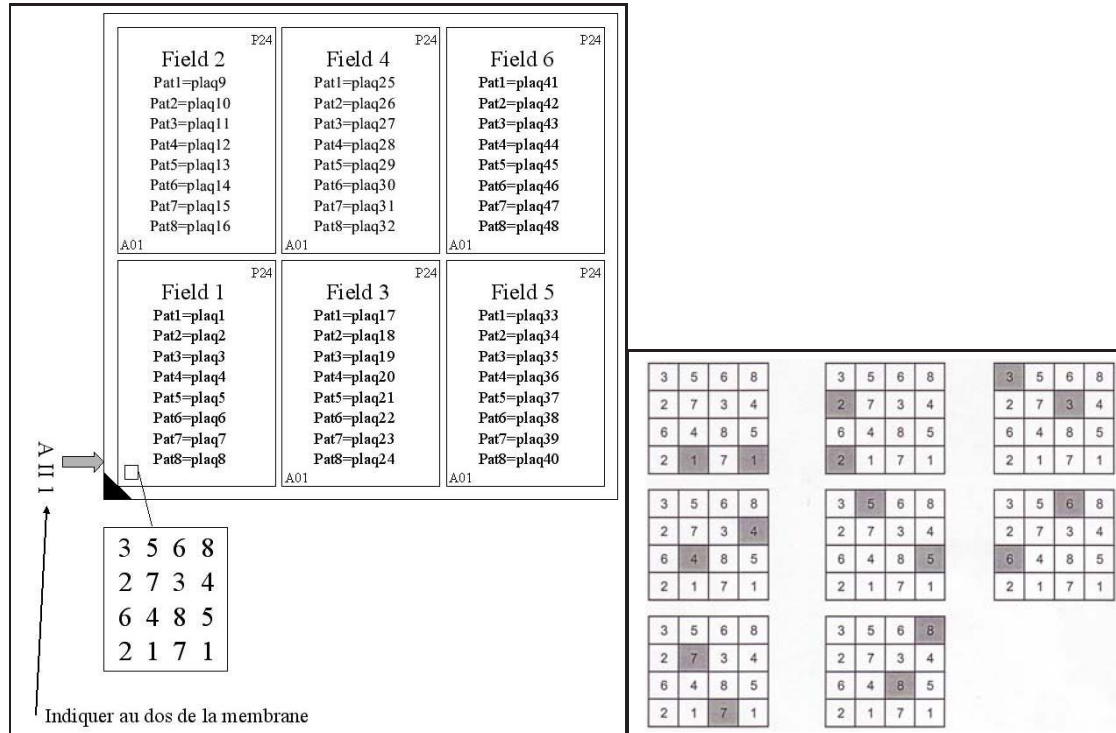 P24
Field 2
Pat1=plaq9
Pat2=plaq10
Pat3=plaq11
Pat4=plaq12
Pat5=plaq13
Pat6=plaq14
Pat7=plaq15
Pat8=plaq16
A01
P24
Field 4
Pat1=plaq25
Pat2=plaq26
Pat3=plaq27
Pat4=plaq28
Pat5=plaq29
Pat6=plaq30
Pat7=plaq31
Pat8=plaq32
A01
P24
Field 6
Pat1=plaq41
Pat2=plaq42
Pat3=plaq43
Pat4=plaq44
Pat5=plaq45
Pat6=plaq46
Pat7=plaq47
Pat8=plaq48
A01
P24
Field 1
Pat1=plaq1
Pat2=plaq2
Pat3=plaq3
Pat4=plaq4
Pat5=plaq5
Pat6=plaq6
Pat7=plaq7
Pat8=plaq8
P24
Field 3
Pat1=plaq17
Pat2=plaq18
Pat3=plaq19
Pat4=plaq20
Pat5=plaq21
Pat6=plaq22
Pat7=plaq23
Pat8=plaq24
A01
P24
Field 5
Pat1=plaq33
Pat2=plaq34
Pat3=plaq35
Pat4=plaq36
Pat5=plaq37
Pat6=plaq38
Pat7=plaq39
Pat8=plaq40
A01
A II 1
3 5 6 8
2 7 3 4
6 4 8 5
2 1 7 1
Indiquer au dos de la membrane
3 5 6 8
2 7 3 4
6 4 8 5
2 1 7 1
3 5 6 8
2 7 3 4
6 4 8 5
2 1 7 1
3 5 6 8
2 7 3 4
6 4 8 5
2 1 7 1
3 5 6 8
2 7 3 4
6 4 8 5
2 1 7 1
3 5 6 8
2 7 3 4
6 4 8 5
2 1 7 1
3 5 6 8
2 7 3 4
6 4 8 5
2 1 7 1
3 5 6 8
2 7 3 4
6 4 8 5
2 1 7 1
3 5 6 8
2 7 3 4
6 4 8 5
2 1 7 1